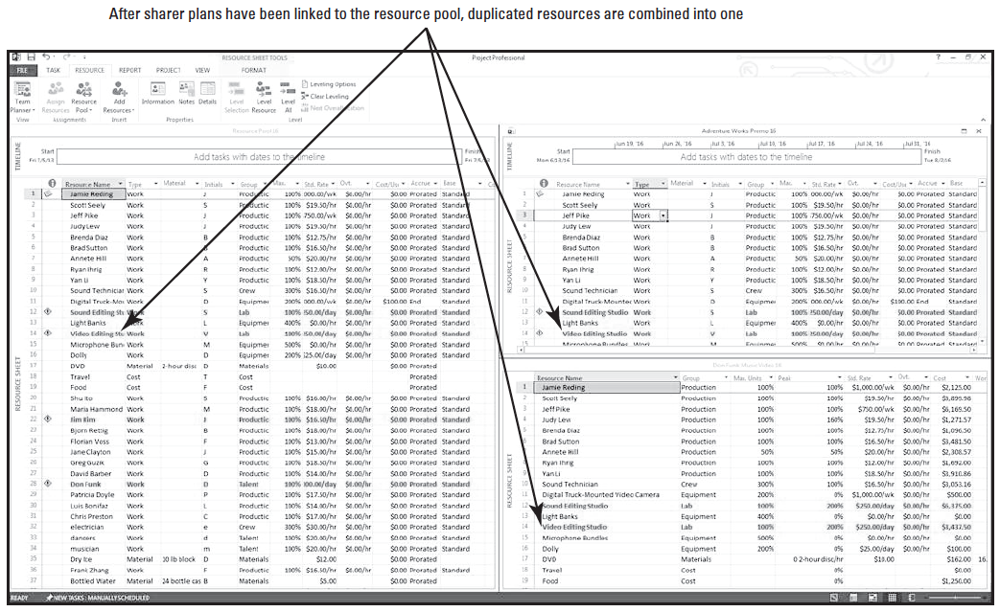 After sharer plans have been linked to the resource pool, duplicated resources are combined into one
RESOURCE SHEET TOOLS
Project Professional
FILE TASK RESOURCE REPORT PROJECT VIEW FORMAT
Team Planner
Assign Resources
Resource Pool
Add Resources
Information Notes Details
Level Selection
Level Resource
Level All
Leveling Options
Clear Leveling
View Assignments Insert Properties Level
Resource Pool 16
TIMELINE
Start
Fri 1/5/13
Add tasks with dates to the timeline
Finish
Resource Name Type Material Initials Group Max. Std. Rate Ovt. Cost/Use Accrue Base
1 Jamie Reding Work J Productic 100% 000.00/wk $0.00/hr $0.00 Prorated Standard
2 Scott Seely Work S Productic 100% $19.50/hr $0.00/hr $0.00 Prorated Standard
3 Jeff Pike Work J Productic 100% 750.00/wk $0.00/hr $0.00 Prorated Standard
4 Judy Lew Work J Productic 100% $19.50/hr $0.00/hr $0.00 Prorated Standard
5 Brenda Diaz Work B Productic 100% $12.75/hr $0.00/hr $0.00 Prorated Standard
6 Brad Sutton Work B Productic 100% $16.50/hr $0.00/hr $0.00 Prorated Standard
7 Annete Hill Work A Productic 50% $20.00/hr $0.00/hr $0.00 Prorated Standard
8 Ryan Ihrig Work R Productic 100% $12.00/hr $0.00/hr $0.00 Prorated Standard
9 Yan Li Work Y Productic 100% $18.50/hr $0.00/hr $0.00 Prorated Standard
10 Sound Technician Work S Crew 300% $16.50/hr $0.00/hr $0.00 Prorated Standard
11 Digital Truck-Mou Work D Equipmer 200% 000.00/wk $0.00/hr $100.00 End Standard
12 Sound Editing Stu Work S Lab 100% 250.00/day $0.00/hr $0.00 Prorated Standard
13 Light Banks Work L Equipmer 400% $0.00/hr $0.00/hr $0.00 Prorated Standard
14 Video Editing Stu Work V Lab 100% 250.00/day $0.00/hr $0.00 Prorated Standard
15 Microphone Bun Work M Equipmer 500% $0.00/hr $0.00/hr $0.00 Prorated Standard
16 Dolly Work D Equipmer 200% $25.00/day $0.00/hr $0.00 Prorated Standard
17 DVD Material 2-hour disc D Materials $10.00 $0.00 Prorated
18 Travel Cost T Cost Prorated
19 Food Cost F Cost Prorated
20 Shu Ito Work S Productic 100% $16.00/hr $0.00/hr $0.00 Prorated Standard
21 Maria Hammond Work M Productic 100% $18.00/hr $0.00/hr $0.00 Prorated Standard
22 Jim Kim Work J Productic 100% $16.50/hr $0.00/hr $0.00 Prorated Standard
23 Bjorn Rettig Work B Productic 100% $18.00/hr $0.00/hr $0.00 Prorated Standard
24 Florian Voss Work F Productic 100% $13.00/hr $0.00/hr $0.00 Prorated Standard
25 Jane Clayton Work J Productic 100% $15.00/hr $0.00/hr $0.00 Prorated Standard
26 Greg Guzik Work G Productic 100% $18.50/hr $0.00/hr $0.00 Prorated Standard
27 David Barber Work D Productic 100% $14.00/hr $0.00/hr $0.00 Prorated Standard
28 Don Funk Work D Talent 100% $0.00/hr $0.00 Prorated Standard
29 Patricia Doyle Work P Productic 100% $17.50/hr $0.00/hr $0.00 Prorated Standard
30 Luis Bonifaz Work L Productic 100% $14.00/hr $0.00/hr $0.00 Prorated Standard
31 Chris Preston Work C Productic 100% $17.00/hr $0.00/hr $0.00 Prorated Standard
32 electrician Work e Crew 300% $30.00/hr $0.00/hr $0.00 Prorated Standard
33 dancers Work d Talent 100% $20.00/hr $0.00/hr $0.00 Prorated Standard
34 musician Work m Talent 100% $20.00/hr $0.00/hr $0.00 Prorated Standard
35 Dry Ice Material 10 lb block D Materials $12.00 $0.00 Prorated
36 Frank Zhang Work F Productic 100% $16.50/hr $0.00/hr $0.00 Prorated Standard
37 Bottled Water Material 24 bottle cas B Materials $5.00 $0.00 Prorated
RESOURCE SHEET
Adventure Works Promo 16
TIMELINE
Jun 19, '16 Jun 26, '16 Jul 3, '16 Jul 10, '16 Jul 17, '16 Jul 24, '16 Jul 31, '16
Start
Mon 6/13/16
Add tasks with dates to the timeline
Finish
Tue 8/2/16
Resource Name Type Material Initials Group Max. Std. Rate Ovt. Cost/Use Accrue Base
1 Jamie Reding Work J Productic 100% 000.00/wk $0.00/hr $0.00 Prorated Standard
2 Scott Seely Work S Productic 100% $19.50/hr $0.00/hr $0.00 Prorated Standard
3 Jeff Pike Work J Productic 100% 750.00/wk $0.00/hr $0.00 Prorated Standard
4 Judy Lew Work J Productic 100% $19.50/hr $0.00/hr $0.00 Prorated Standard
5 Brenda Diaz Work B Productic 100% $12.75/hr $0.00/hr $0.00 Prorated Standard
6 Brad Sutton Work B Productic 100% $16.50/hr $0.00/hr $0.00 Prorated Standard
7 Annete Hill Work A Productic 50% $20.00/hr $0.00/hr $0.00 Prorated Standard
8 Ryan Ihrig Work R Productic 100% $12.00/hr $0.00/hr $0.00 Prorated Standard
9 Yan Li Work Y Productic 100% $18.50/hr $0.00/hr $0.00 Prorated Standard
10 Sound Technician Work S Crew 300% $16.50/hr $0.00/hr $0.00 Prorated Standard
11 Digital Truck-Mounted Work D Equipmer 200% 000.00/wk $0.00/hr $100.00 End Standard
12 Sound Editing Studio Work S Lab 100% 250.00/day $0.00/hr $0.00 Prorated Standard
13 Light Banks Work L Equipmer 400% $0.00/hr $0.00/hr $0.00 Prorated Standard
14 Video Editing Studio Work V Lab 100% 250.00/day $0.00/hr $0.00 Prorated Standard
15 Microphone Bundles Work M Equipmer 500% $0.00/hr $0.00/hr $0.00 Prorated Standard
RESOURCE SHEET
Don Funk Music Video 16
Resource Name Group Max. Units Peak Std. Rate Ovt. Cost Wor
1 Jamie Reding Production 100% 100% $1,000.00/wk $0.00/hr $2,125.00
2 Scott Seely Production 100% 100% $19.50/hr $0.00/hr $3,899.98
3 Jeff Pike Production 100% 100% $750.00/wk $0.00/hr $6,169.50
4 Judy Lew Production 100% 160% $19.50/hr $0.00/hr $1,271.57
5 Brenda Diaz Production 100% 100% $12.75/hr $0.00/hr $1,096.50
6 Brad Sutton Production 100% 100% $16.50/hr $0.00/hr $3,481.50
7 Annete Hill Production 50% 50% $20.00/hr $0.00/hr $2,308.57
8 Ryan Ihrig Production 100% 100% $12.00/hr $0.00/hr $1,692.00
9 Yan Li Production 100% 100% $18.50/hr $0.00/hr $3,910.86
10 Sound Technician Crew 300% 100% $16.50/hr $0.00/hr $3,053.16
11 Digital Truck-Mounted Video Camera Equipment 200% 0% $1,000.00/wk $0.00/hr $500.00
12 Sound Editing Studio Lab 100% 200% $250.00/day $0.00/hr $6,375.00
13 Light Banks Equipment 400% 0% $0.00/hr $0.00/hr $0.00
14 Video Editing Studio Lab 100% 200% $250.00/day $0.00/hr $3,437.50
15 Microphone Bundles Equipment 500% 0% $0.00/hr $0.00/hr $0.00
16 Dolly Equipment 200% 0% $25.00/day $0.00/hr $100.00
17 DVD Materials 0 2-hour disc/hr $10.00 $162.00 16.
18 Travel Cost 0% $0.00
19 Food Cost 0% $1,250.00
RESOURCE SHEET
READY NEW TASKS : MANUALLY SCHEDULED